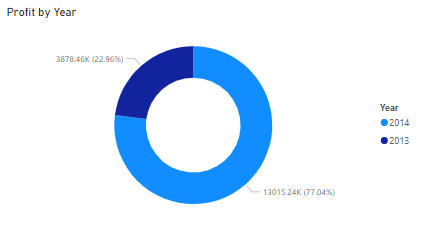 Profit by Year
3878.46K (22.96%)
Year
2014
2013
13015.24K (77.04%)